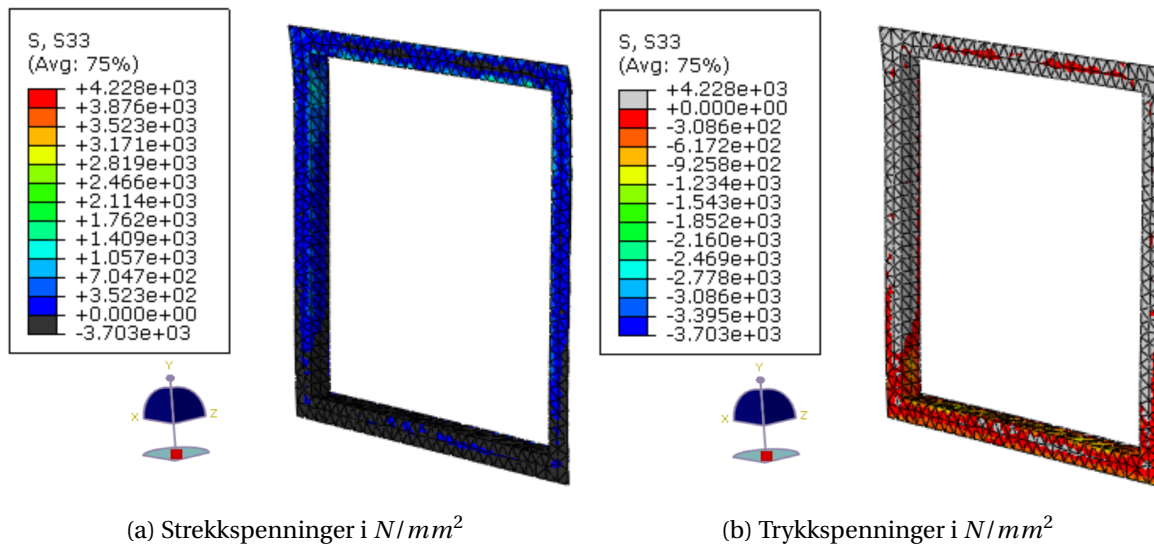 S, S33
(Avg: 75%)
+4.228e+03
+3.876e+03
+3.523e+03
+3.171e+03
+2.819e+03
+2.466e+03
+2.114e+03
+1.762e+03
+1.409e+03
+1.057e+03
+7.047e+02
+3.523e+02
+0.000e+00
-3.703e+03
Y
X
Z
(a) Strekkspenninger i N/mm²
S, S33
(Avg: 75%)
+4.228e+03
+0.000e+00
-3.086e+02
-6.172e+02
-9.258e+02
-1.234e+03
-1.543e+03
-1.852e+03
-2.160e+03
-2.469e+03
-2.778e+03
-3.086e+03
-3.395e+03
-3.703e+03
Y
X
Z
(b) Trykkspenninger i N/mm²